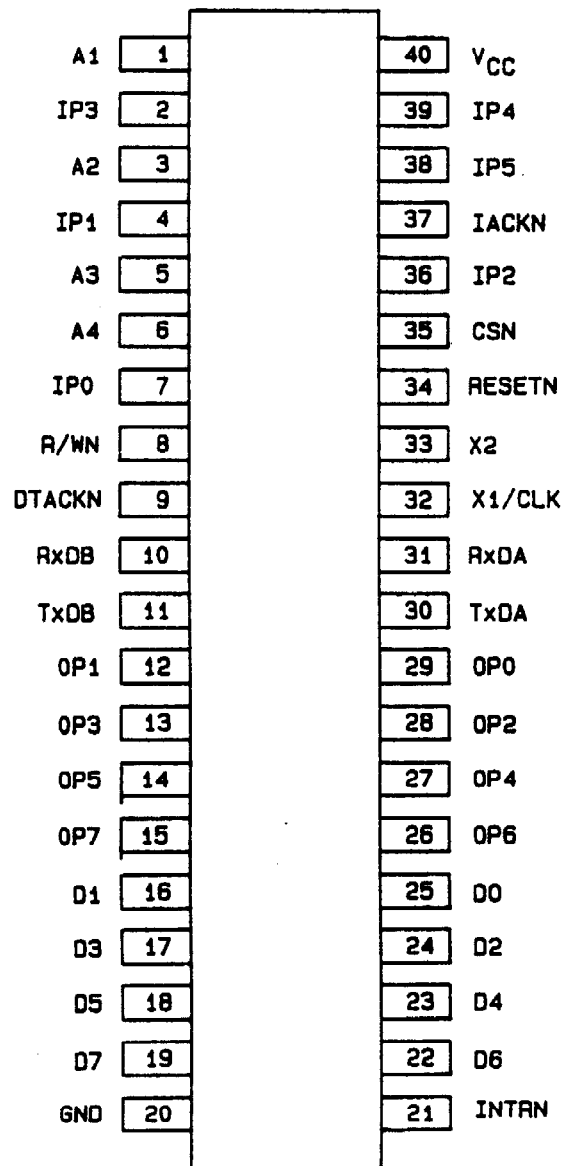 A1 1 40 VCC
IP3 2 39 IP4
A2 3 38 IP5
IP1 4 37 IACKN
A3 5 36 IP2
A4 6 35 CSN
IP0 7 34 RESETN
R/WN 8 33 X2
DTACKN 9 32 X1/CLK
RxDB 10 31 RxDA
TxDB 11 30 TxDA
OP1 12 29 OP0
OP3 13 28 OP2
OP5 14 27 OP4
OP7 15 26 OP6
D1 16 25 D0
D3 17 24 D2
D5 18 23 D4
D7 19 22 D6
GND 20 21 INTRN